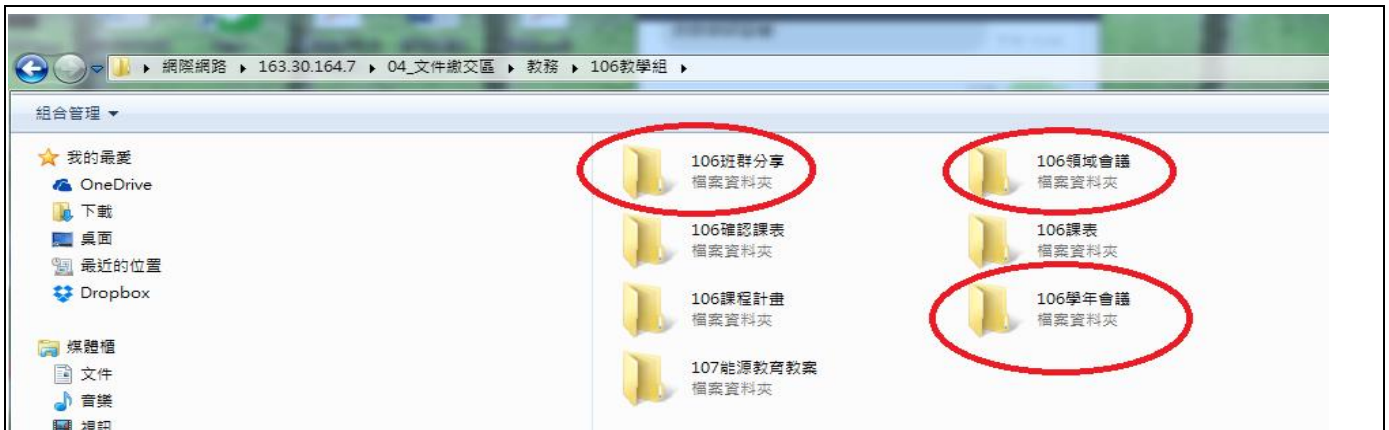 網際網路 ▸ 163.30.164.7 ▸ 04_文件繳交區 ▸ 教務 ▸ 106教學組 ▸
組合管理
我的最愛
OneDrive
下載
桌面
最近的位置
Dropbox
媒體櫃
文件
音樂
視訊
106班群分享
檔案資料夾
106領域會議
檔案資料夾
106確認課表
檔案資料夾
106課表
檔案資料夾
106課程計畫
檔案資料夾
106學年會議
檔案資料夾
107能源教育教案
檔案資料夾